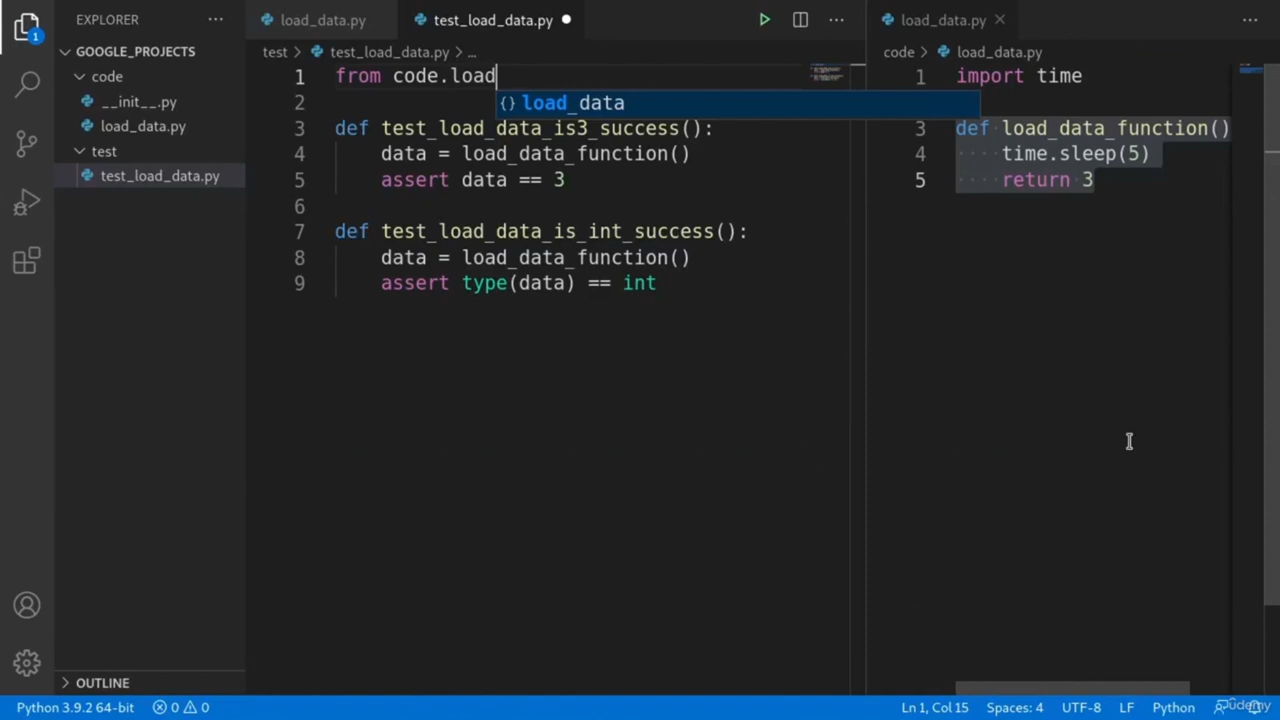 EXPLORER
···
load_data.py
test_load_data.py
load_data.py
···
···
1
GOOGLE_PROJECTS
code
__init__.py
load_data.py
test
test_load_data.py
OUTLINE
test > test_load_data.py > ...
1 from code.load
load_data
2
3 def test_load_data_is3_success():
4 data = load_data_function()
5 assert data == 3
6
7 def test_load_data_is_int_success():
8 data = load_data_function()
9 assert type(data) == int
code > load_data.py
1 import time
3 def load_data_function()
4 ····time.sleep(5)
5 ····return·3
Python 3.9.2 64-bit
0
0
Ln 1, Col 15
Spaces: 4
UTF-8
LF
Python
Udemy